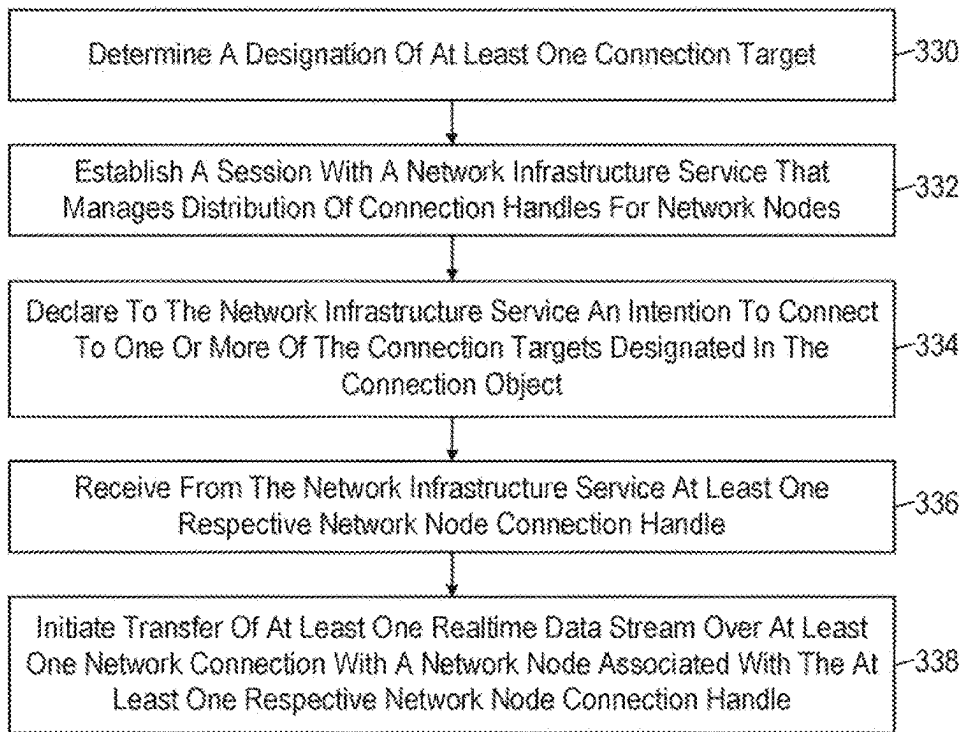 Determine A Designation Of At Least One Connection Target
330
Establish A Session With A Network Infrastructure Service That
Manages Distribution Of Connection Handles For Network Nodes
332
Declare To The Network Infrastructure Service An Intention To Connect
To One Or More Of The Connection Targets Designated In The
Connection Object
334
Receive From The Network Infrastructure Service At Least One
Respective Network Node Connection Handle
336
Initiate Transfer Of At Least One Realtime Data Stream Over At Least
One Network Connection With A Network Node Associated With The At
Least One Respective Network Node Connection Handle
338